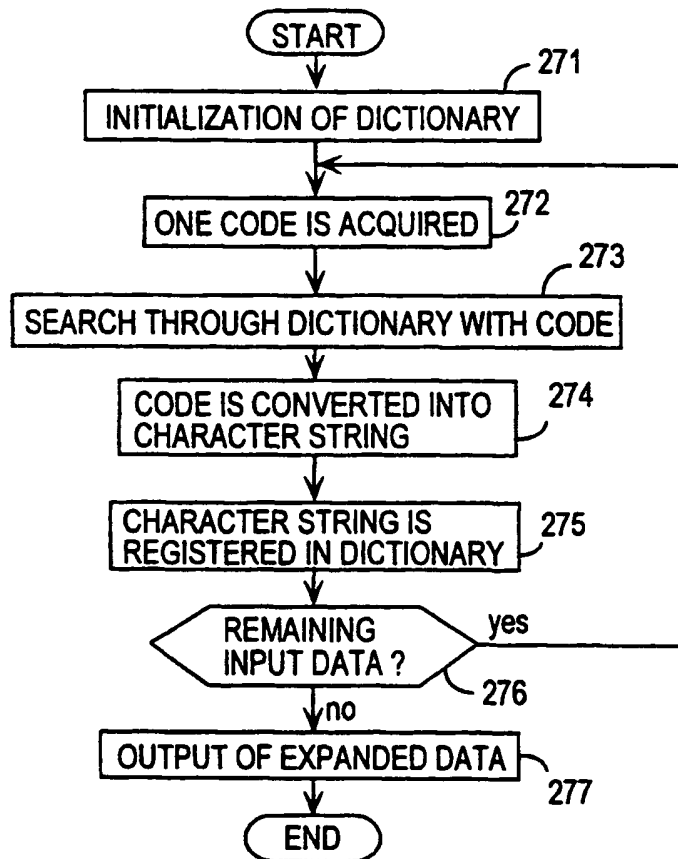 START
271
INITIALIZATION OF DICTIONARY
ONE CODE IS ACQUIRED
272
273
SEARCH THROUGH DICTIONARY WITH CODE
CODE IS CONVERTED INTO
CHARACTER STRING
274
CHARACTER STRING IS
REGISTERED IN DICTIONARY
275
REMAINING
INPUT DATA ?
yes
276
no
OUTPUT OF EXPANDED DATA
277
END